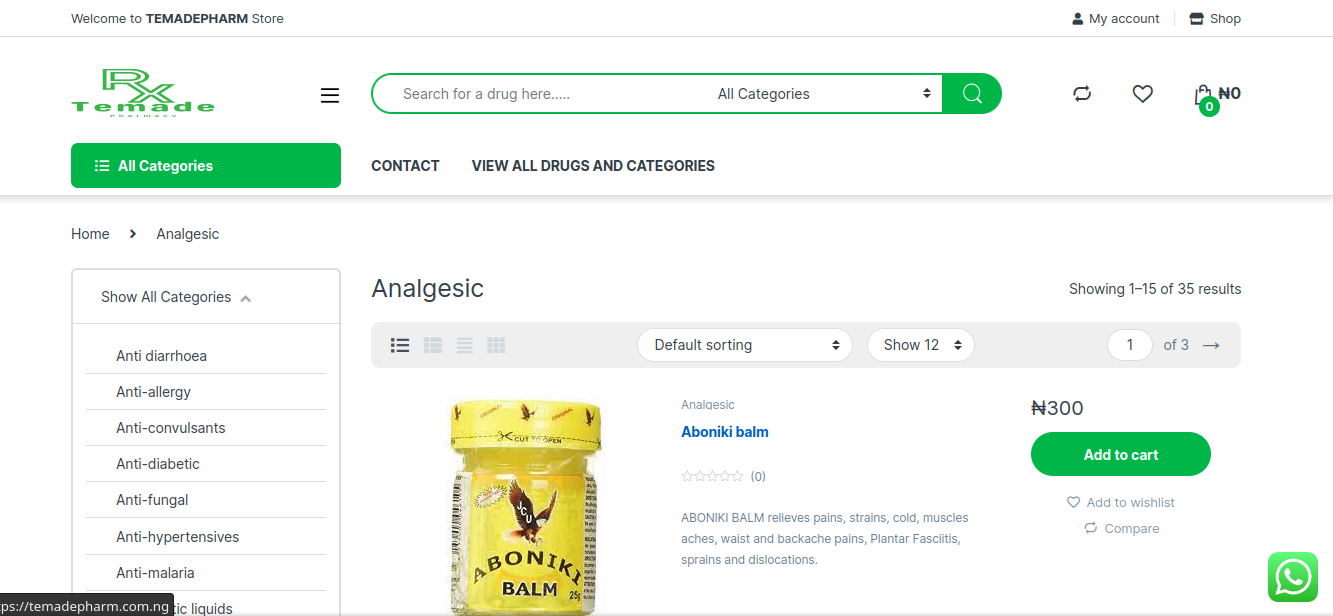 Welcome to TEMADEPHARM Store
My account
Shop
Rx
Temade
Pharmacy
Search for a drug here.....
All Categories
0
₦0
All Categories
CONTACT
VIEW ALL DRUGS AND CATEGORIES
Home
Analgesic
Show All Categories
Anti diarrhoea
Anti-allergy
Anti-convulsants
Anti-diabetic
Anti-fungal
Anti-hypertensives
Anti-malaria
tic liquids
tps://temadepharm.com.ng
Analgesic
Showing 1–15 of 35 results
Default sorting
Show 12
1
of 3
CUT TO OPEN
JCU
ABONIKI
BALM
25g
Analgesic
Aboniki balm
(0)
ABONIKI BALM relieves pains, strains, cold, muscles
aches, waist and backache pains, Plantar Fasciitis,
sprains and dislocations.
₦300
Add to cart
Add to wishlist
Compare